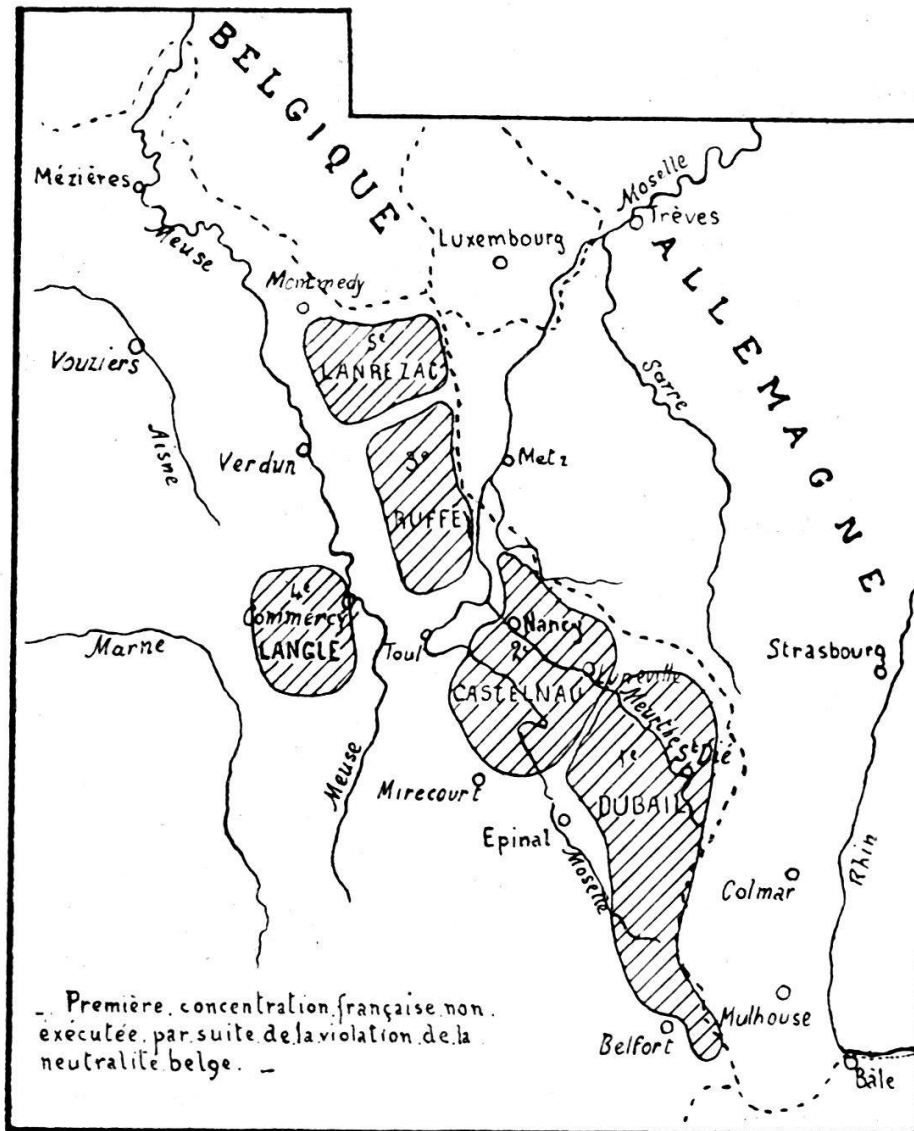 BELGIQUE
Mézières
Meuse
Moselle
Trèves
Luxembourg
ALLEMAGNE
Montmedy
5e
LANREZAC
Vouziers
Sarre
Aisne
Verdun
3e
RUFFEY
Metz
4e
Commercy
LANGLE
Marne
Toul
Nancy
2e
CASTELNAU
Luneville
Meurthe
St Dié
Strasbourg
Meuse
Mirecourt
1e
DUBAIL
Epinal
Moselle
Colmar
Rhin
_ Première. concentration. française. non.
exécutée. par suite de la violation de la
neutralité belge. _
Belfort
Mulhouse
Bâle